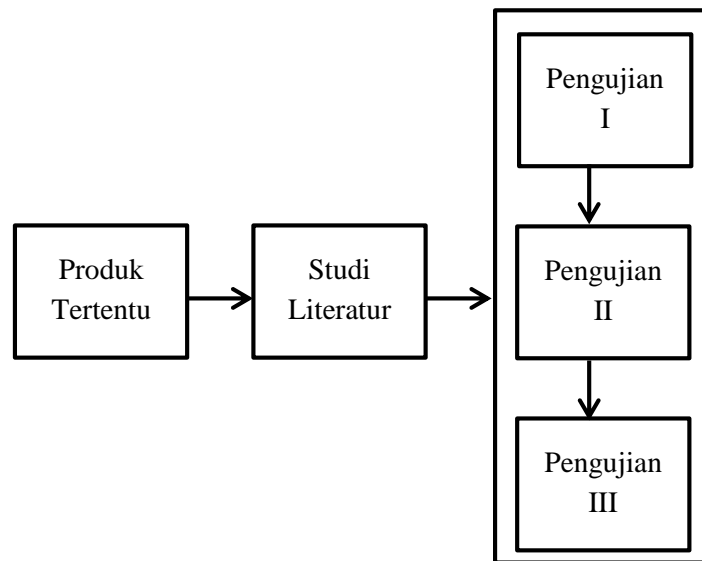 Produk
Tertentu
Studi
Literatur
Pengujian
I
Pengujian
II
Pengujian
III